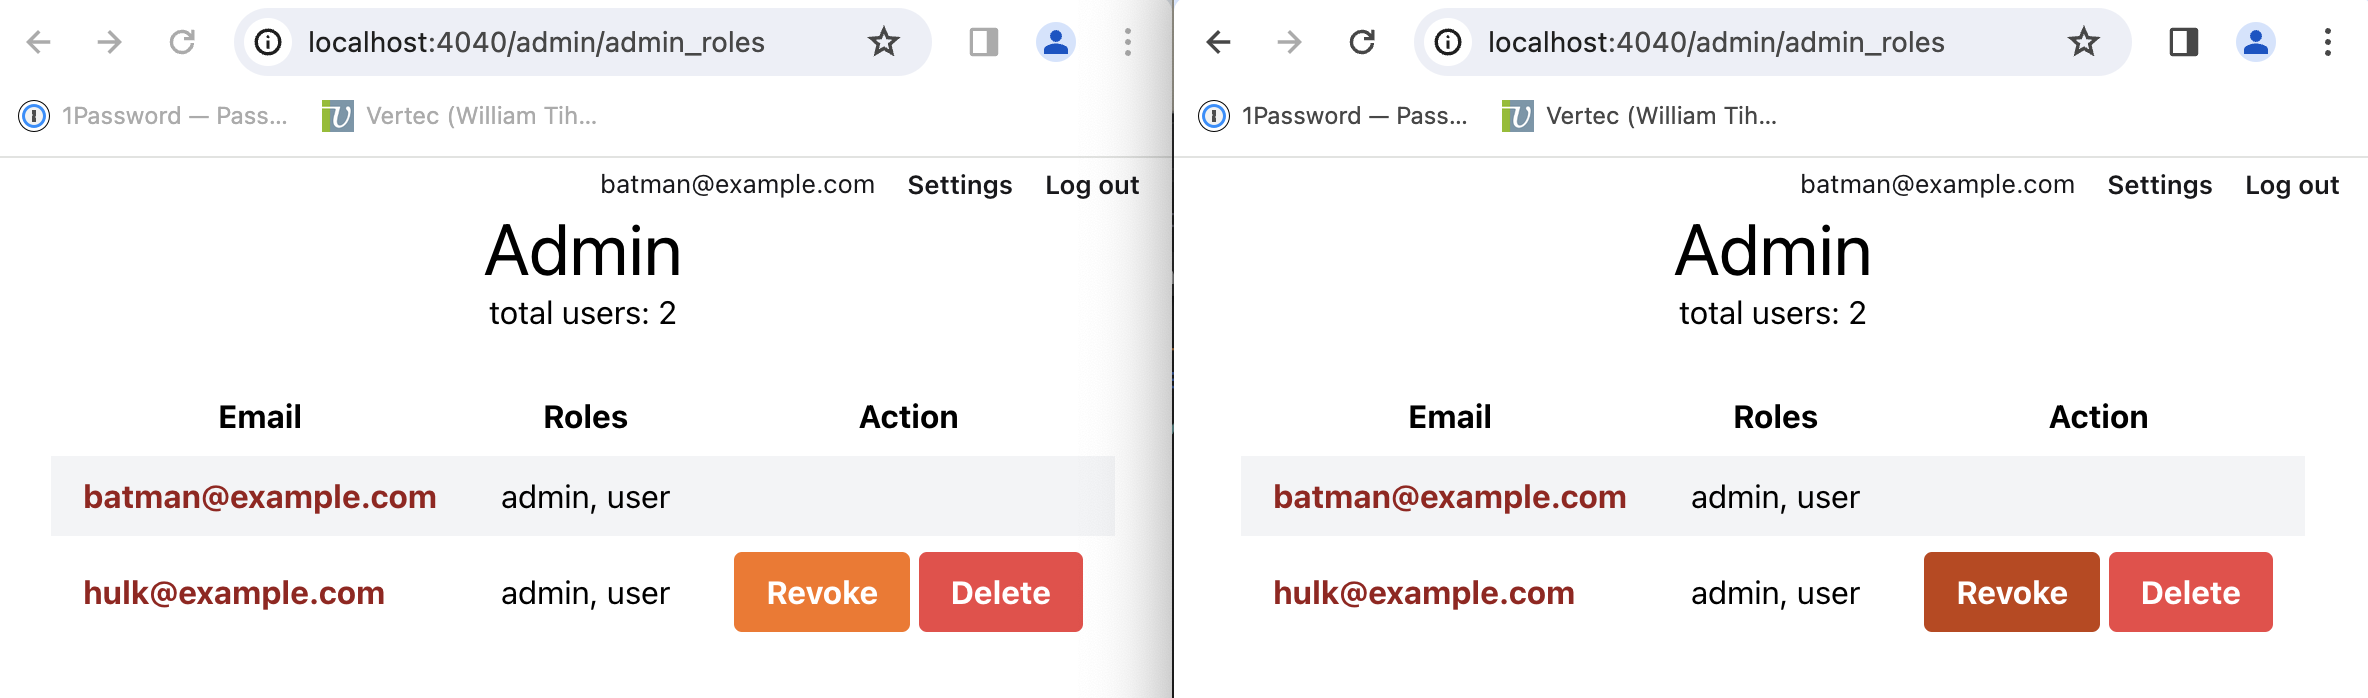 localhost:4040/admin/admin_roles
1Password — Pass... Vertec (William Tih...
batman@example.com Settings Log out
Admin
total users: 2
Email Roles Action
batman@example.com admin, user
hulk@example.com admin, user Revoke Delete
localhost:4040/admin/admin_roles
1Password — Pass... Vertec (William Tih...
batman@example.com Settings Log out
Admin
total users: 2
Email Roles Action
batman@example.com admin, user
hulk@example.com admin, user Revoke Delete